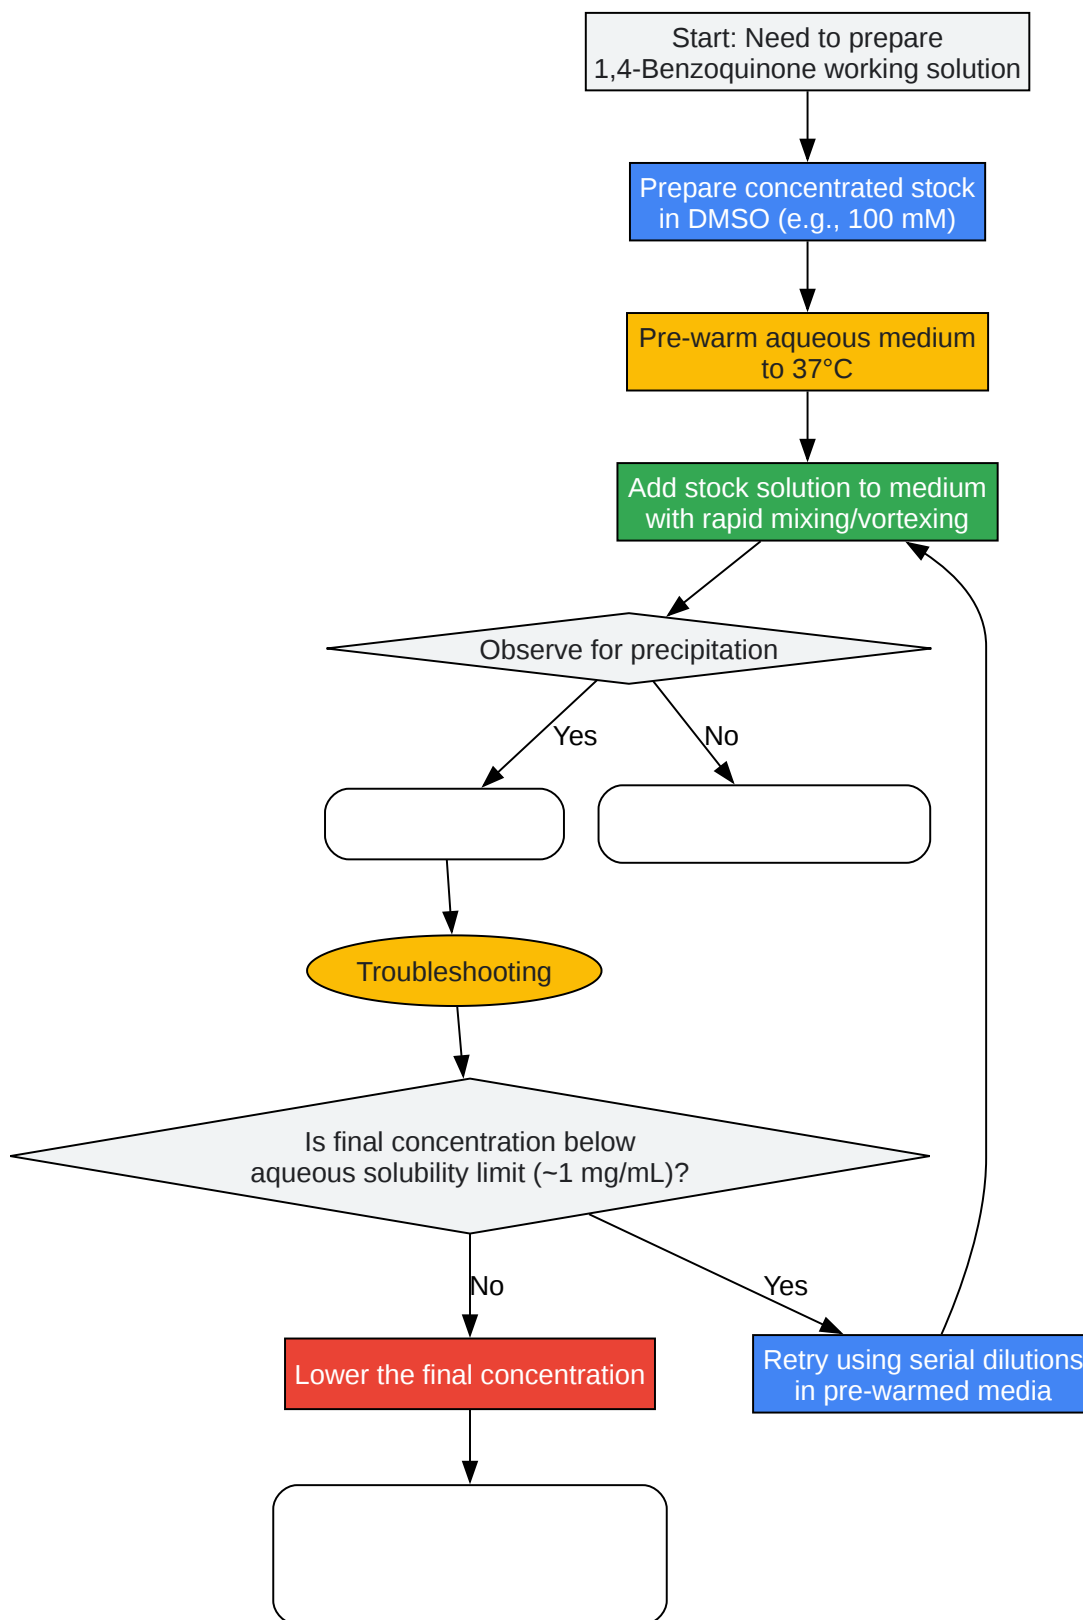 Start: Need to prepare
1,4-Benzoquinone working solution
Prepare concentrated stock
in DMSO (e.g., 100 mM)
Pre-warm aqueous medium
to 37°C
Add stock solution to medium
with rapid mixing/vortexing
Observe for precipitation
Yes
No
Troubleshooting
Is final concentration below
aqueous solubility limit (~1 mg/mL)?
No
Yes
Lower the final concentration
Retry using serial dilutions
in pre-warmed media